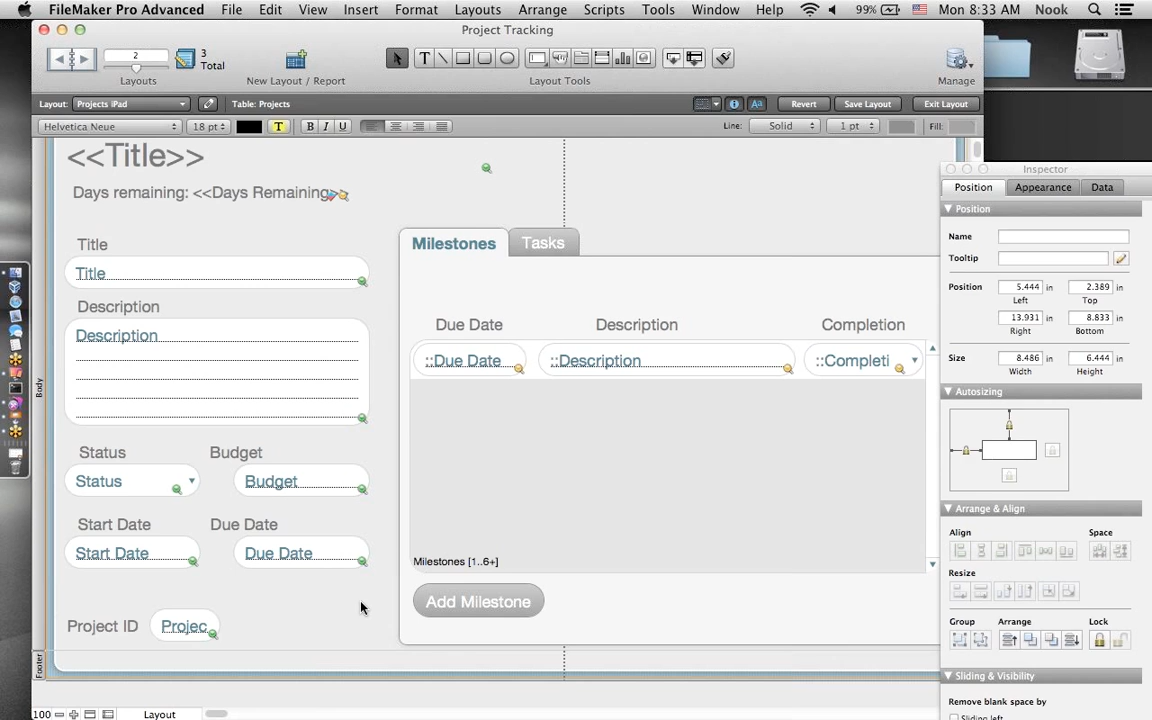 FileMaker Pro Advanced File Edit View Insert Format Layouts Arrange Scripts Tools Window Help 99% Mon 8:33 AM Nook
Project Tracking
2
3
Total
Layouts
New Layout / Report
Layout Tools
Manage
Layout: Projects iPad Table: Projects Aa Revert Save Layout Exit Layout
Helvetica Neue 18 pt T B I U Line: Solid 1 pt Fill:
<<Title>>
Days remaining: <<Days Remaining>
Title
Title
Description
Description
Status Budget
Status Budget
Start Date Due Date
Start Date Due Date
Project ID Projec
Milestones Tasks
Due Date Description Completion
::Due Date ::Description ::Completi
Milestones [1..6+]
Add Milestone
Body
Footer
100 Layout
Inspector
Position Appearance Data
Position
Name
Tooltip
Position 5.444 in 2.389 in
Left Top
13.931 in 8.833 in
Right Bottom
Size 8.486 in 6.444 in
Width Height
Autosizing
Arrange & Align
Align Space
Resize
Group Arrange Lock
Sliding & Visibility
Remove blank space by
Sliding left